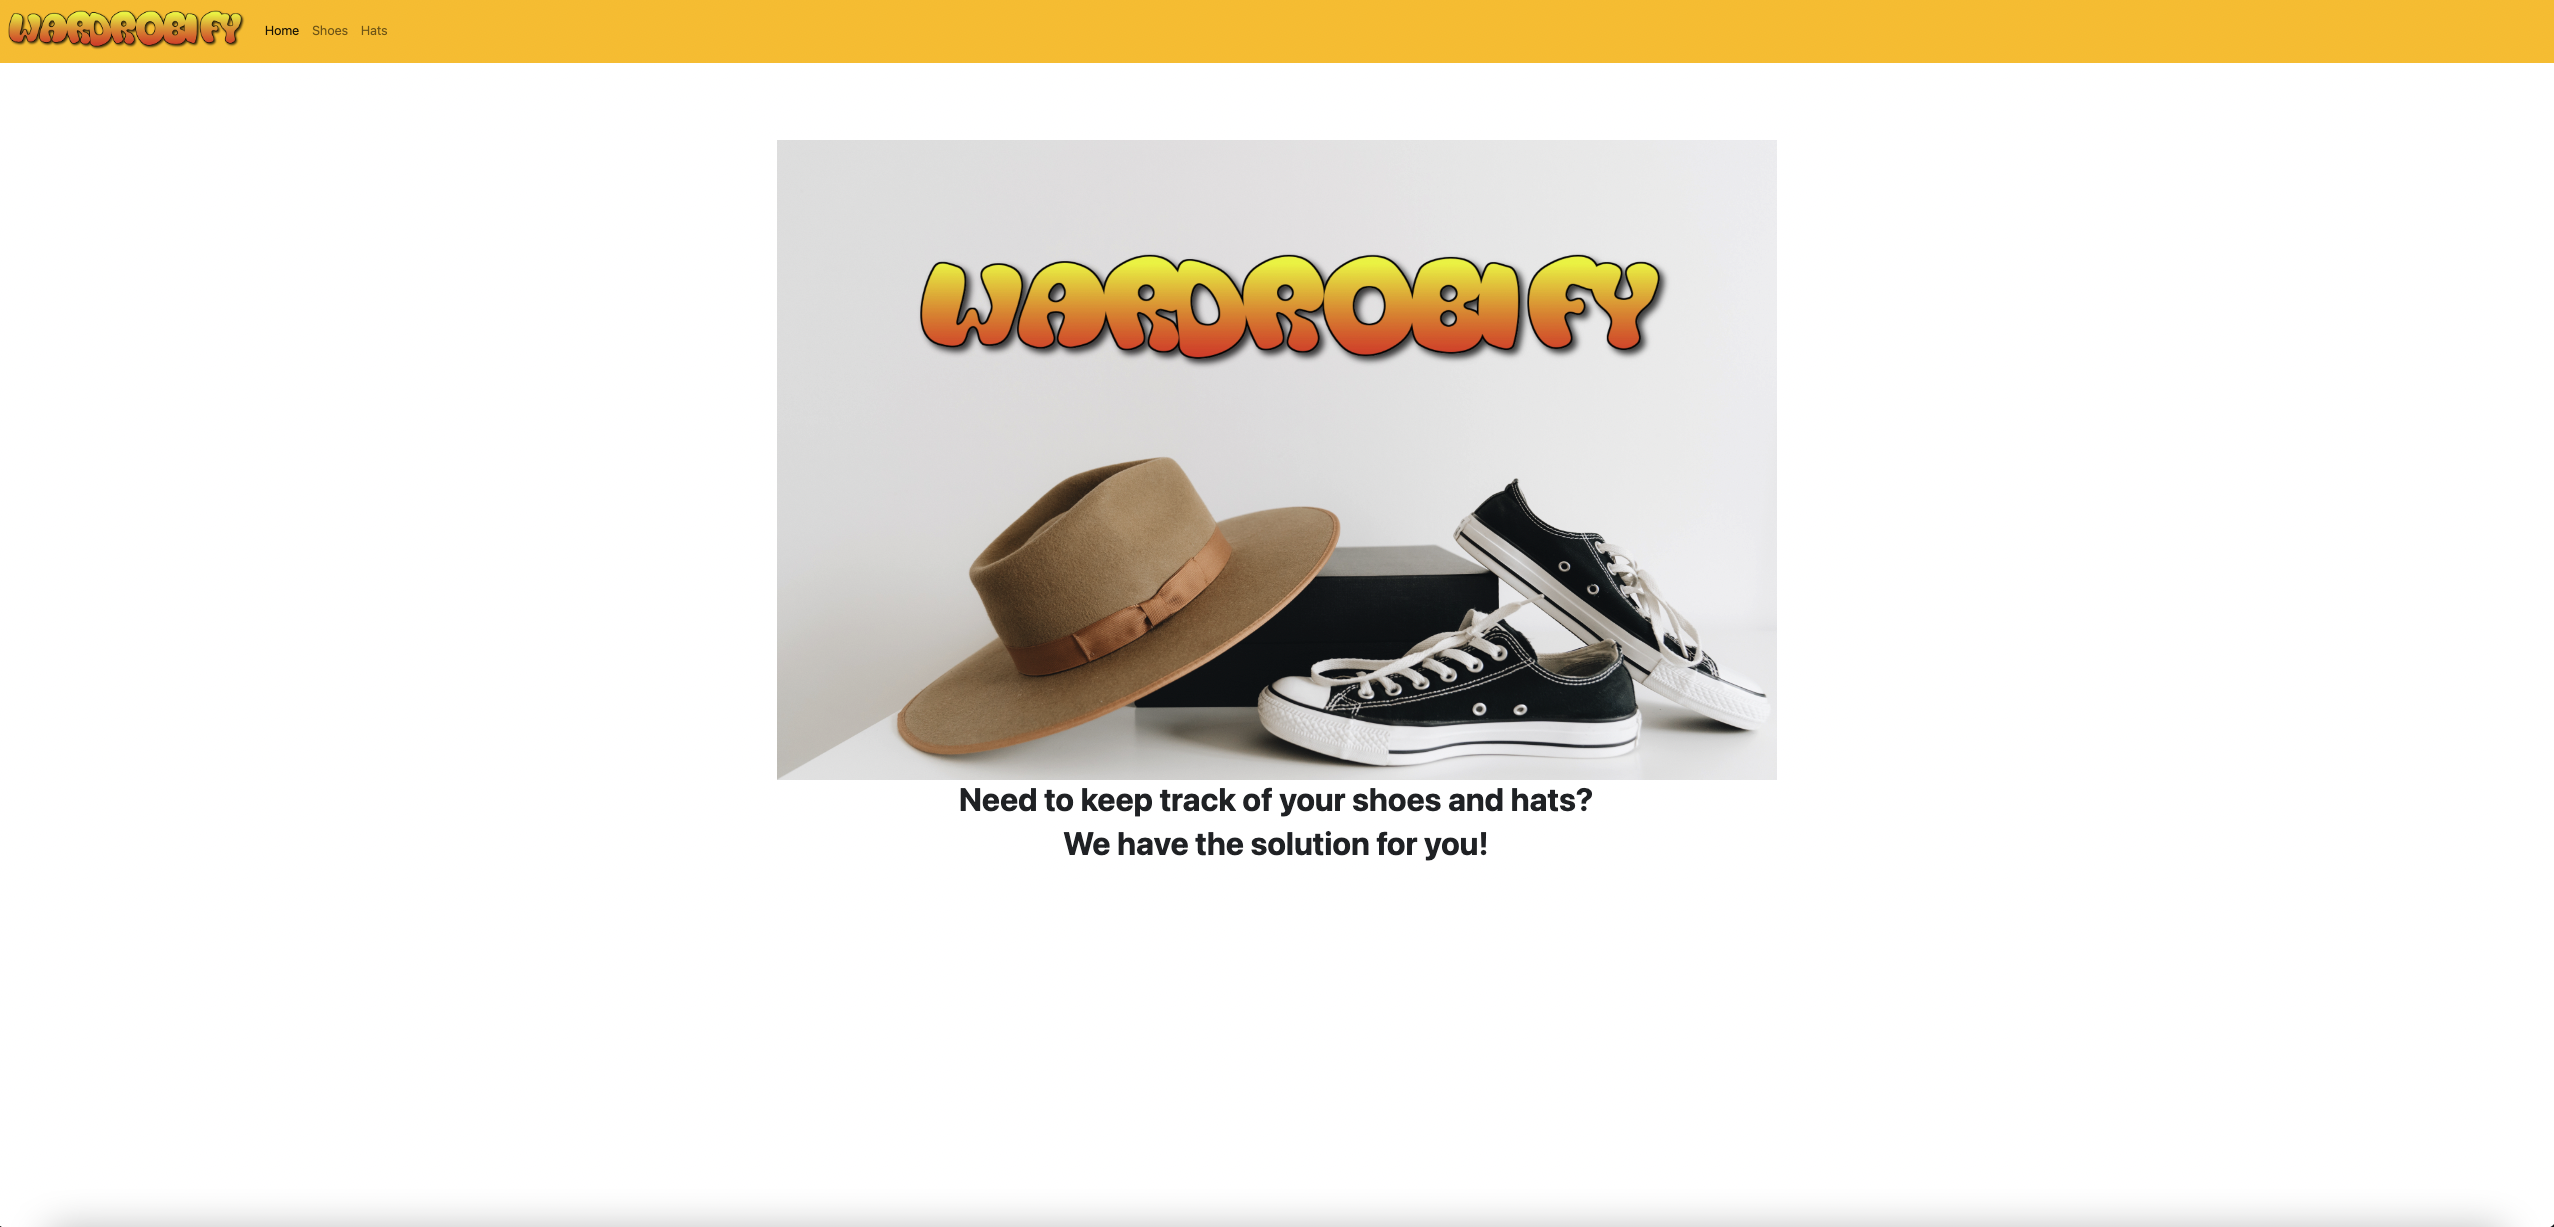 WARDROBIFY Home Shoes Hats
WARDROBIFY
Need to keep track of your shoes and hats?
We have the solution for you!